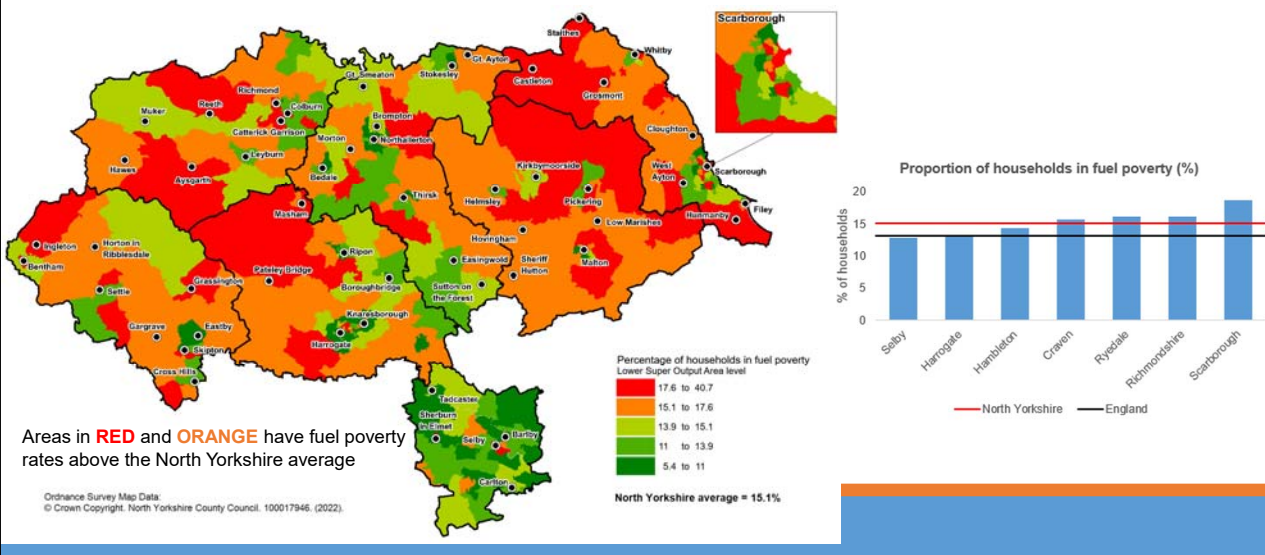 Scarborough
Staithes
Whitby
Gt. Ayton
Stokesley
Gt. Smeaton
Castleton
Grosmont
Richmond
Reeth
Colburn
Muker
Catterick Garrison
Brompton
Northallerton
Morton
Cloughton
Leyburn
Hawes
Aysgarth
Bedale
Kirkbymoorside
West
Ayton
Scarborough
Thirsk
Helmsley
Pickering
Filey
Hunmanby
Masham
Low Marishes
Hovingham
Ingleton
Horton in
Ribblesdale
Bentham
Ripon
Easingwold
Sheriff
Hutton
Malton
Pateley Bridge
Grassington
Settle
Boroughbridge
Sutton on
the Forest
Gargrave
Eastby
Skipton
Knaresborough
Harrogate
Cross Hills
Tadcaster
Sherburn
in Elmet
Selby
Barlby
Carlton
Percentage of households in fuel poverty
Lower Super Output Area level
17.6 to 40.7
15.1 to 17.6
13.9 to 15.1
11 to 13.9
5.4 to 11
North Yorkshire average = 15.1%
Areas in RED and ORANGE have fuel poverty
rates above the North Yorkshire average
Ordnance Survey Map Data:
© Crown Copyright. North Yorkshire County Council. 100017946. (2022).
Proportion of households in fuel poverty (%)
% of households
20
15
10
5
0
Selby
Harrogate
Hambleton
Craven
Ryedale
Richmondshire
Scarborough
North Yorkshire
England